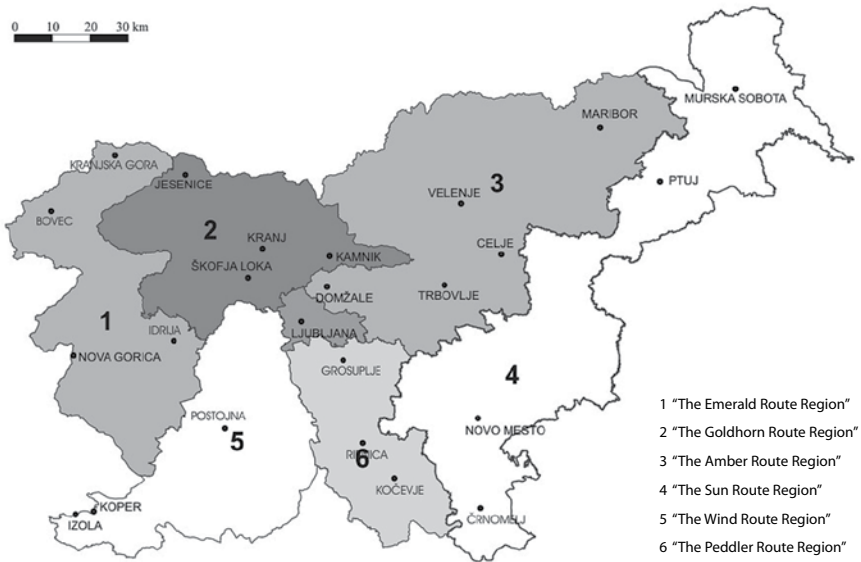 0 10 20 30 km
MURSKA SOBOTA
MARIBOR
KRANJSKA GORA
JESENICE
PTUJ
3
VELENJE
BOVEC
2
KRANJ
CELJE
KAMNIK
ŠKOFJA LOKA
DOMŽALE
TRBOVLJE
1
IDRIJA
LJUBLJANA
NOVA GORICA
GROSUPLJE
4
POSTOJNA
5
NOVO MESTO
6
KOČEVJE
KOPER
IZOLA
ČRNOMELJ
1 “The Emerald Route Region”
2 “The Goldhorn Route Region”
3 “The Amber Route Region”
4 “The Sun Route Region”
5 “The Wind Route Region”
6 “The Peddler Route Region”